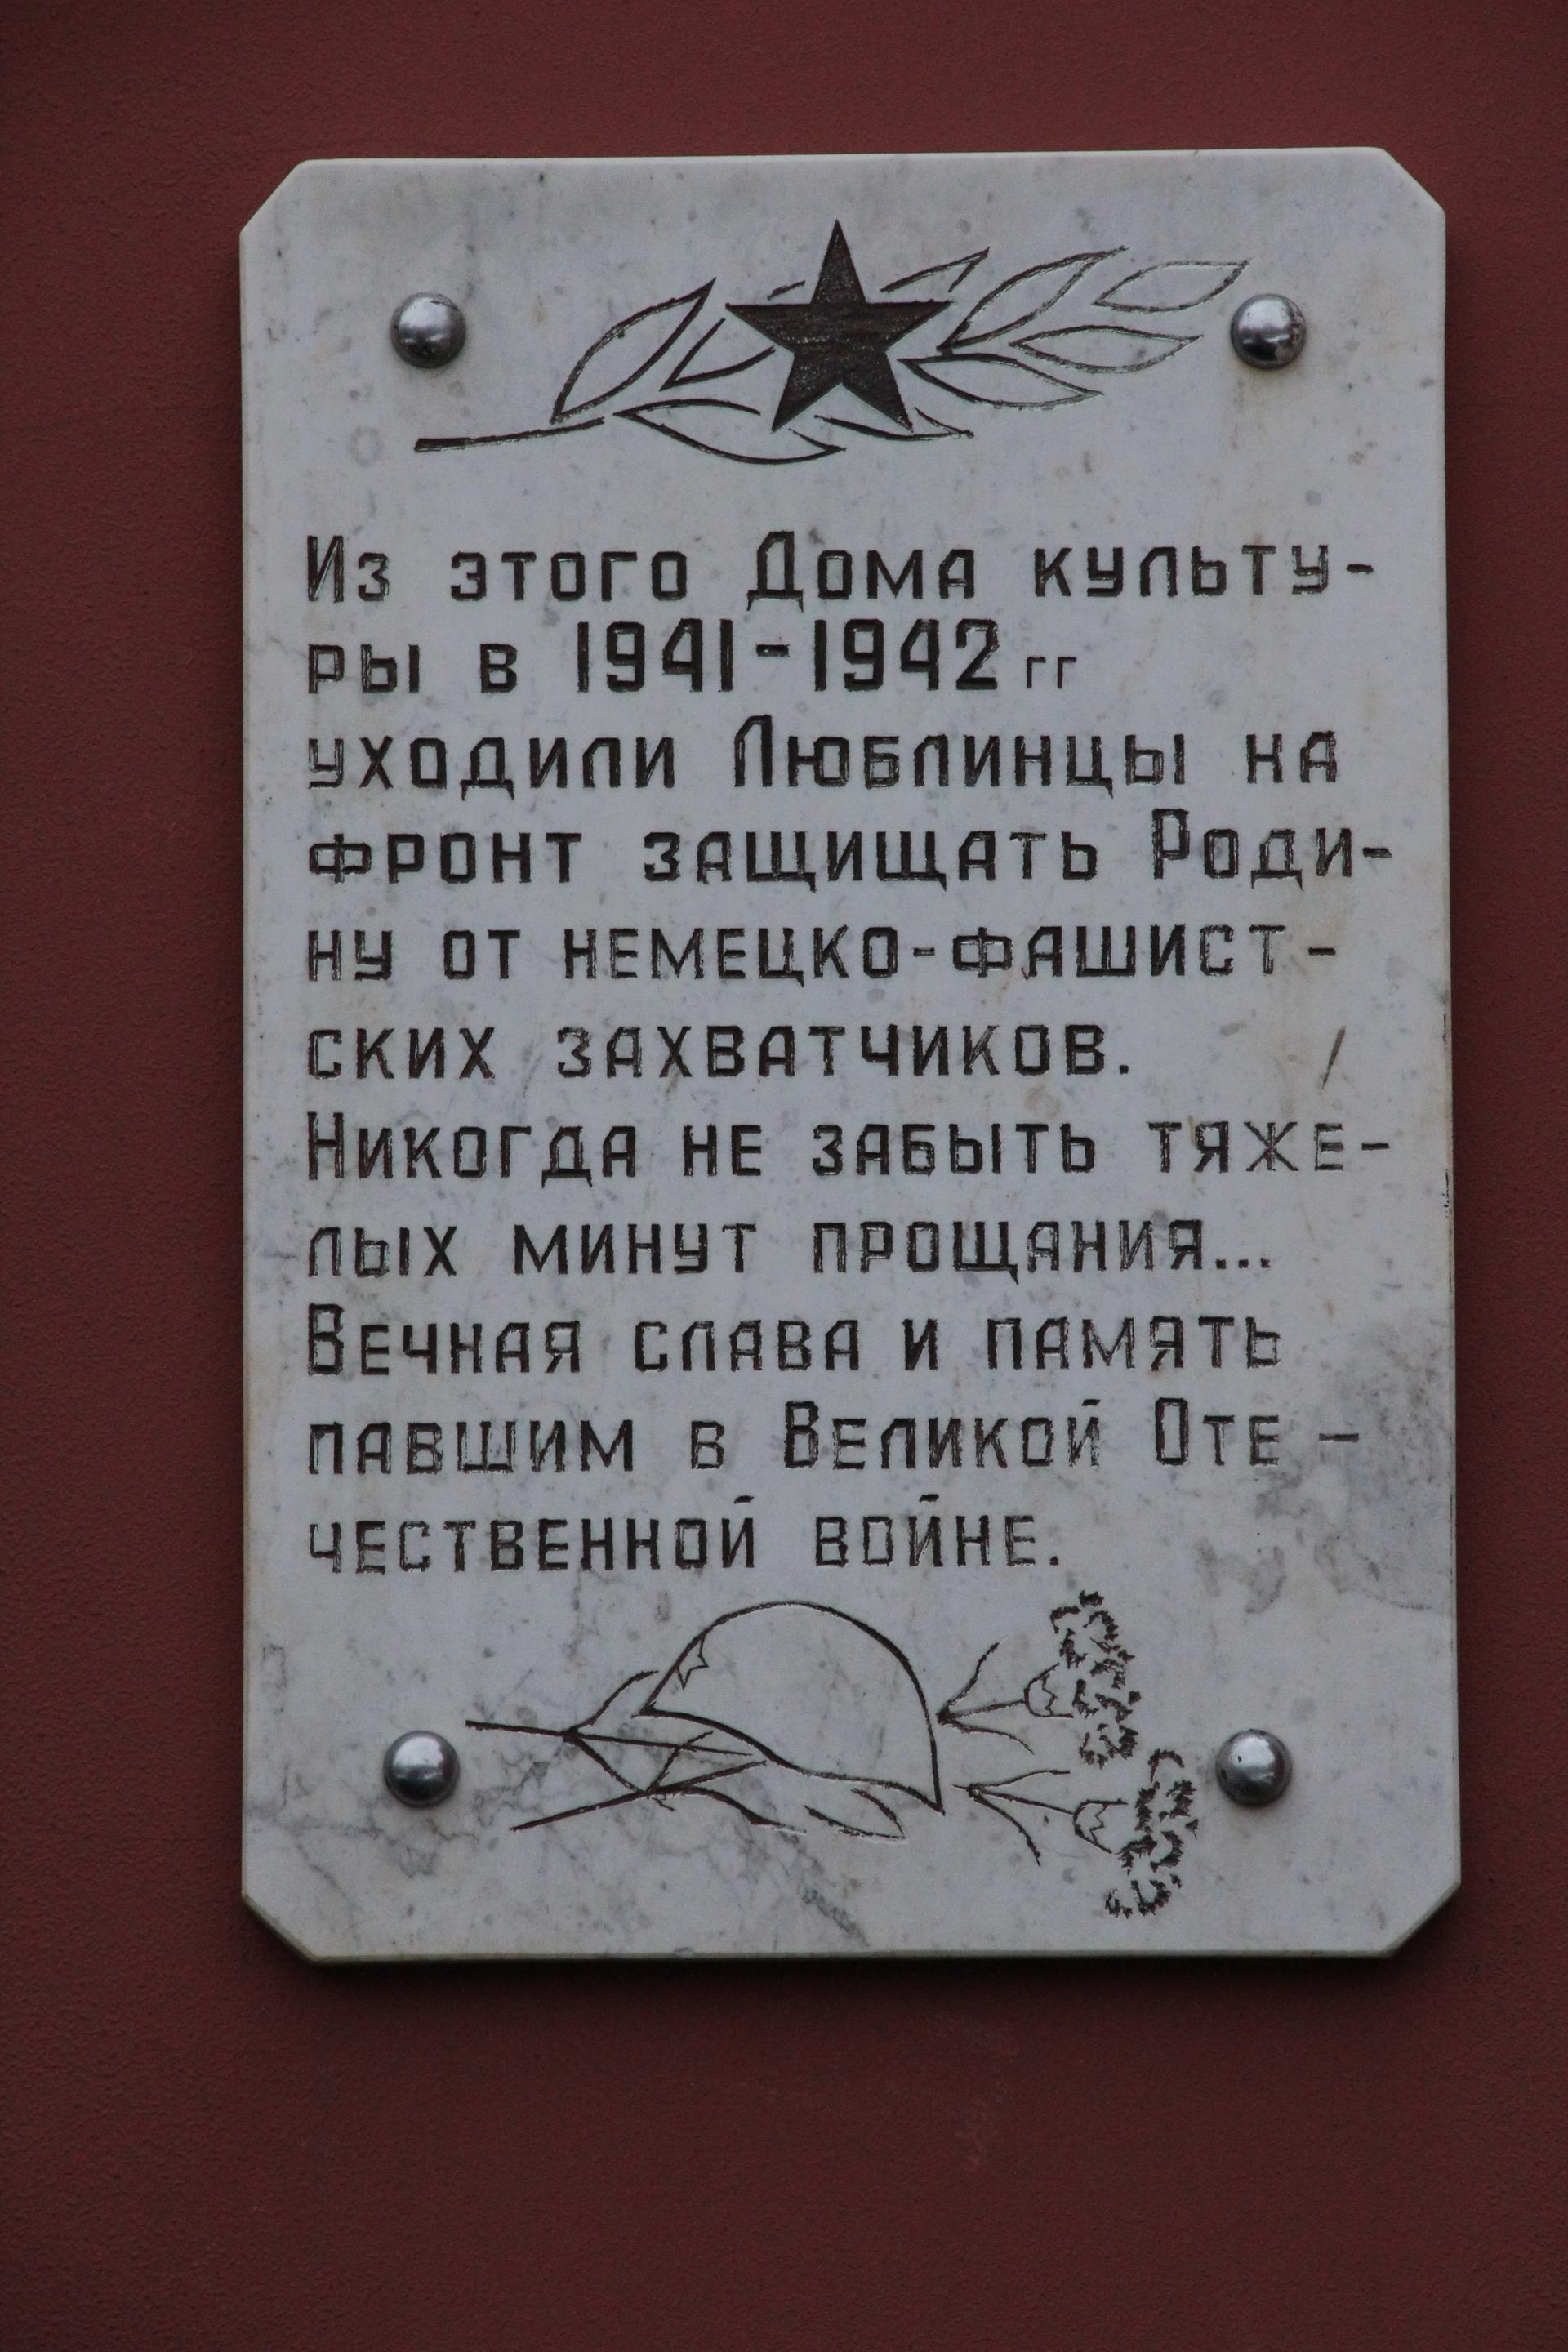 Из этого Дома культу-
ры в 1941-1942 гг
уходили Люблинцы на
фронт защищать Роди-
ну от немецко-фашист-
ских захватчиков.
Никогда не забыть тяже-
лых минут прощания...
Вечная слава и память
павшим в Великой Оте-
чественной войне.